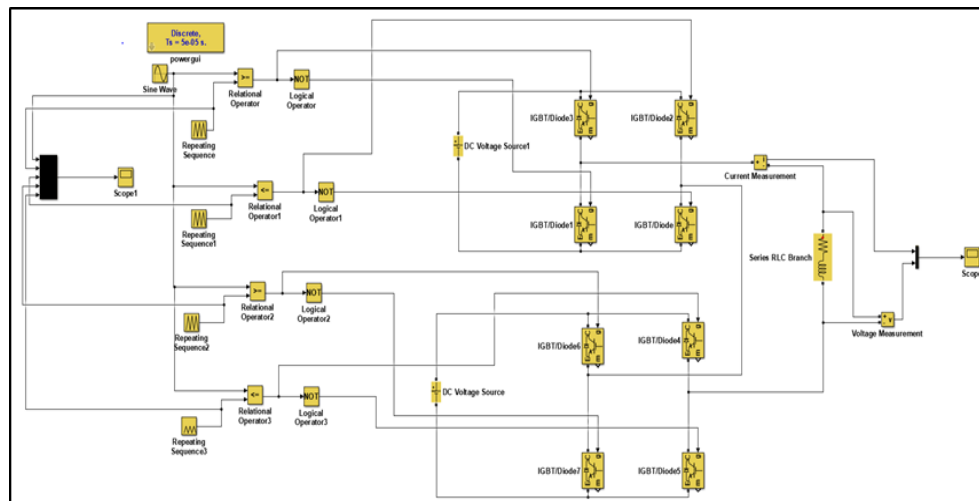 Discrete,
Ts = 5e-05 s.
powergui
Sine Wave
>=
Relational
Operator
NOT
Logical
Operator
Repeating
Sequence
Scope1
<=
Relational
Operator1
NOT
Logical
Operator1
Repeating
Sequence1
IGBT/Diode3
IGBT/Diode2
DC Voltage Source1
IGBT/Diode1
IGBT/Diode
Current Measurement
Series RLC Branch
Scope
Voltage Measurement
>=
Relational
Operator2
NOT
Logical
Operator2
Repeating
Sequence2
IGBT/Diode6
IGBT/Diode4
DC Voltage Source
<=
Relational
Operator3
NOT
Logical
Operator3
Repeating
Sequence3
IGBT/Diode7
IGBT/Diode5